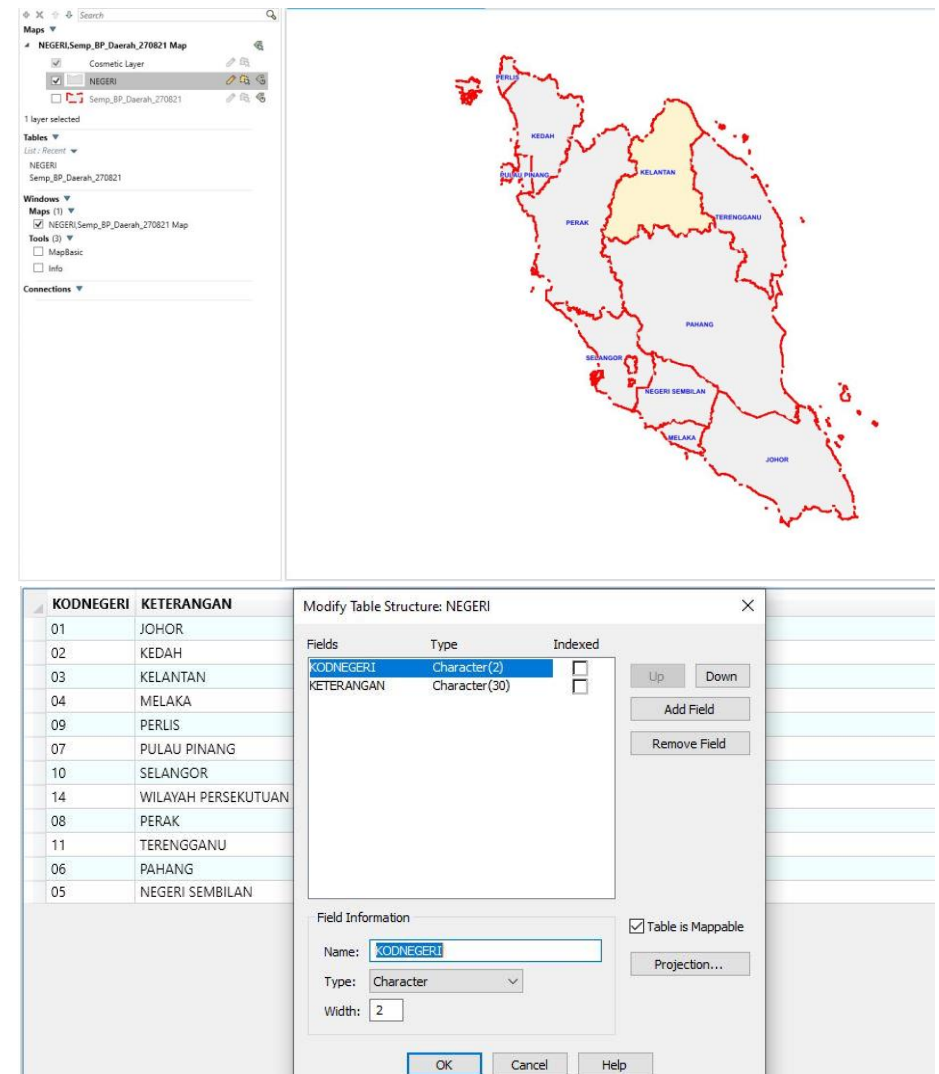 Search
Maps
NEGERI,Semp_BP_Daerah_270821 Map
Cosmetic Layer
NEGERI
Semp_BP_Daerah_270821
1 layer selected
Tables
List : Recent
NEGERI
Semp_BP_Daerah_270821
Windows
Maps (1)
NEGERI,Semp_BP_Daerah_270821 Map
Tools (3)
MapBasic
Info
Connections
PERLIS
KEDAH
PULAU PINANG
KELANTAN
PERAK
TERENGGANU
PAHANG
SELANGOR
NEGERI SEMBILAN
MELAKA
JOHOR
KODNEGERI KETERANGAN
01 JOHOR
02 KEDAH
03 KELANTAN
04 MELAKA
09 PERLIS
07 PULAU PINANG
10 SELANGOR
14 WILAYAH PERSEKUTUAN
08 PERAK
11 TERENGGANU
06 PAHANG
05 NEGERI SEMBILAN
Modify Table Structure: NEGERI
Fields Type Indexed
KODNEGERI Character(2)
KETERANGAN Character(30)
Up Down
Add Field
Remove Field
Field Information
Name: KODNEGERI
Type: Character
Width: 2
Table is Mappable
Projection...
OK Cancel Help